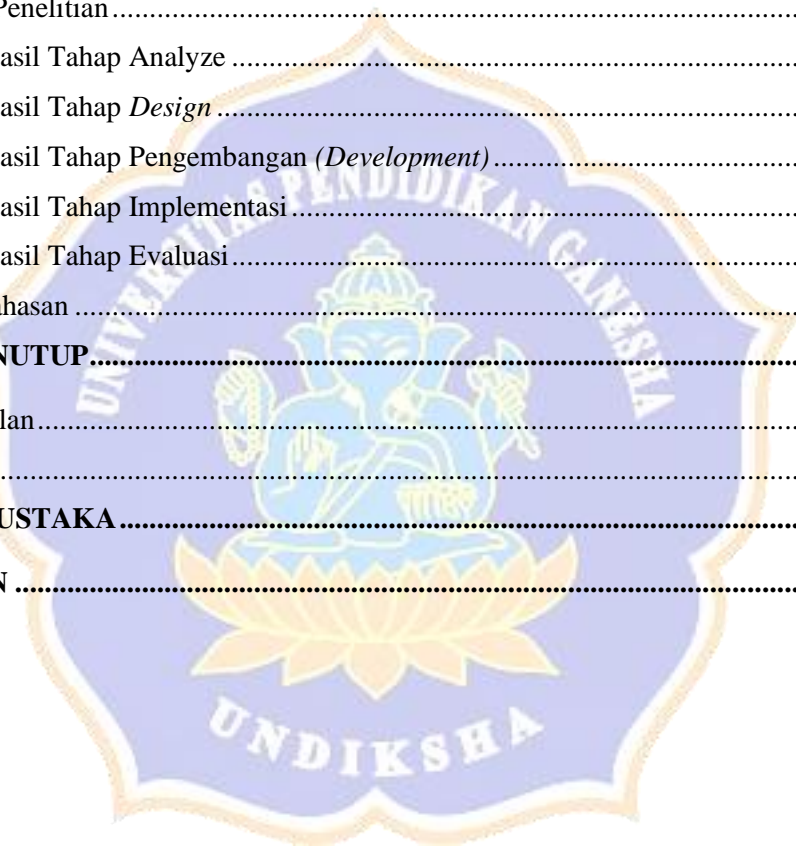 Penelitian ....................................................................................................
asil Tahap Analyze ....................................................................................
asil Tahap Design ......................................................................................
asil Tahap Pengembangan (Development) .............................................
asil Tahap Implementasi ...........................................................................
asil Tahap Evaluasi ....................................................................................
ahasan .........................................................................................................
NUTUP ........................................................................................................
lan ................................................................................................................
.....................................................................................................................
USTAKA ......................................................................................................
N ...................................................................................................................
UNIVERSITAS PENDIDIKAN GANESHA
UNDIKSHA